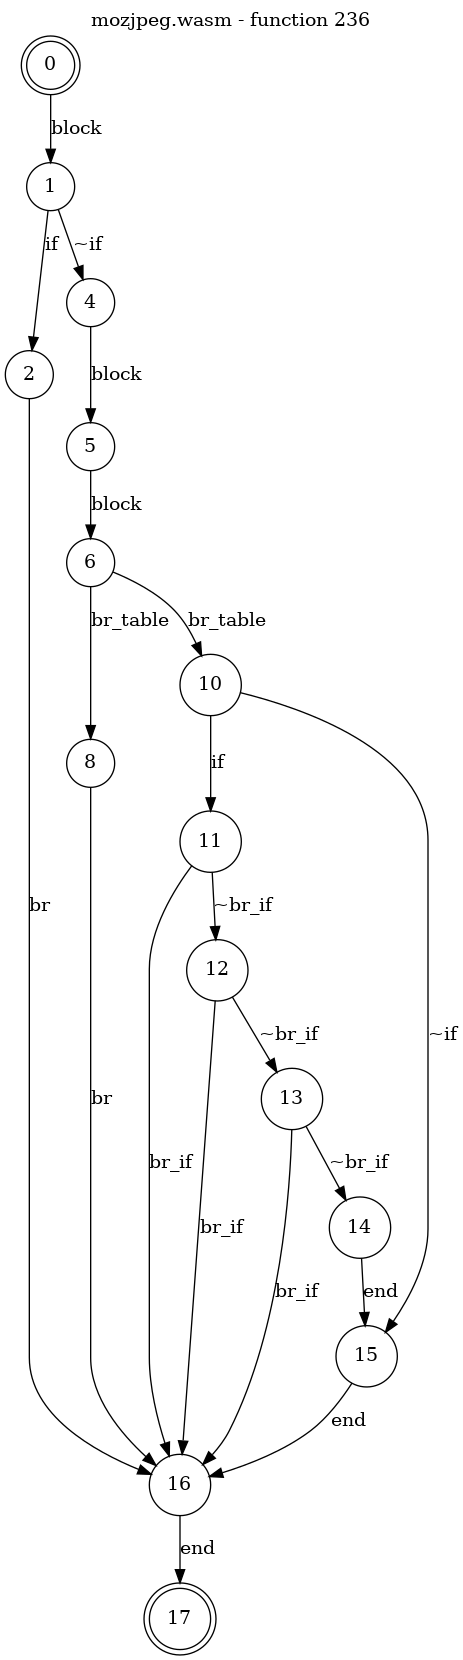 mozjpeg.wasm - function 236
0
block
1
if
~if
4
2
block
5
block
6
br_table
br_table
10
8
if
11
br
~br_if
12
~br_if
~if
13
br
br_if
~br_if
br_if
14
br_if
end
15
end
16
end
17